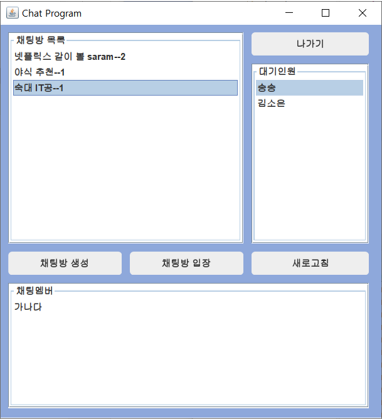 Chat Program
채팅방 목록
넷플릭스 같이 볼 saram--2
야식 추천--1
숙대 IT공--1
나가기
대기인원
송송
김소은
채팅방 생성
채팅방 입장
새로고침
채팅멤버
가나다